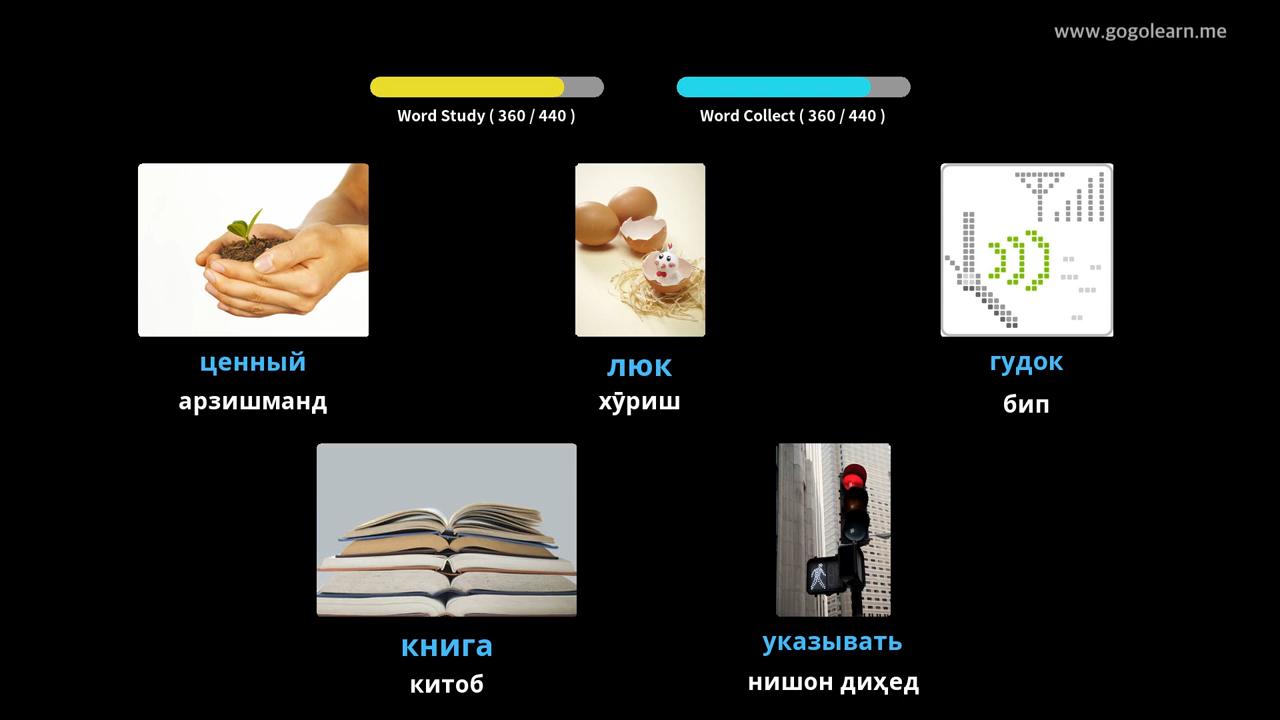 www.gogolearn.me
Word Study ( 360 / 440 )
Word Collect ( 360 / 440 )
ценный
арзишманд
люк
хӯриш
гудок
бип
книга
китоб
указывать
нишон диҳед